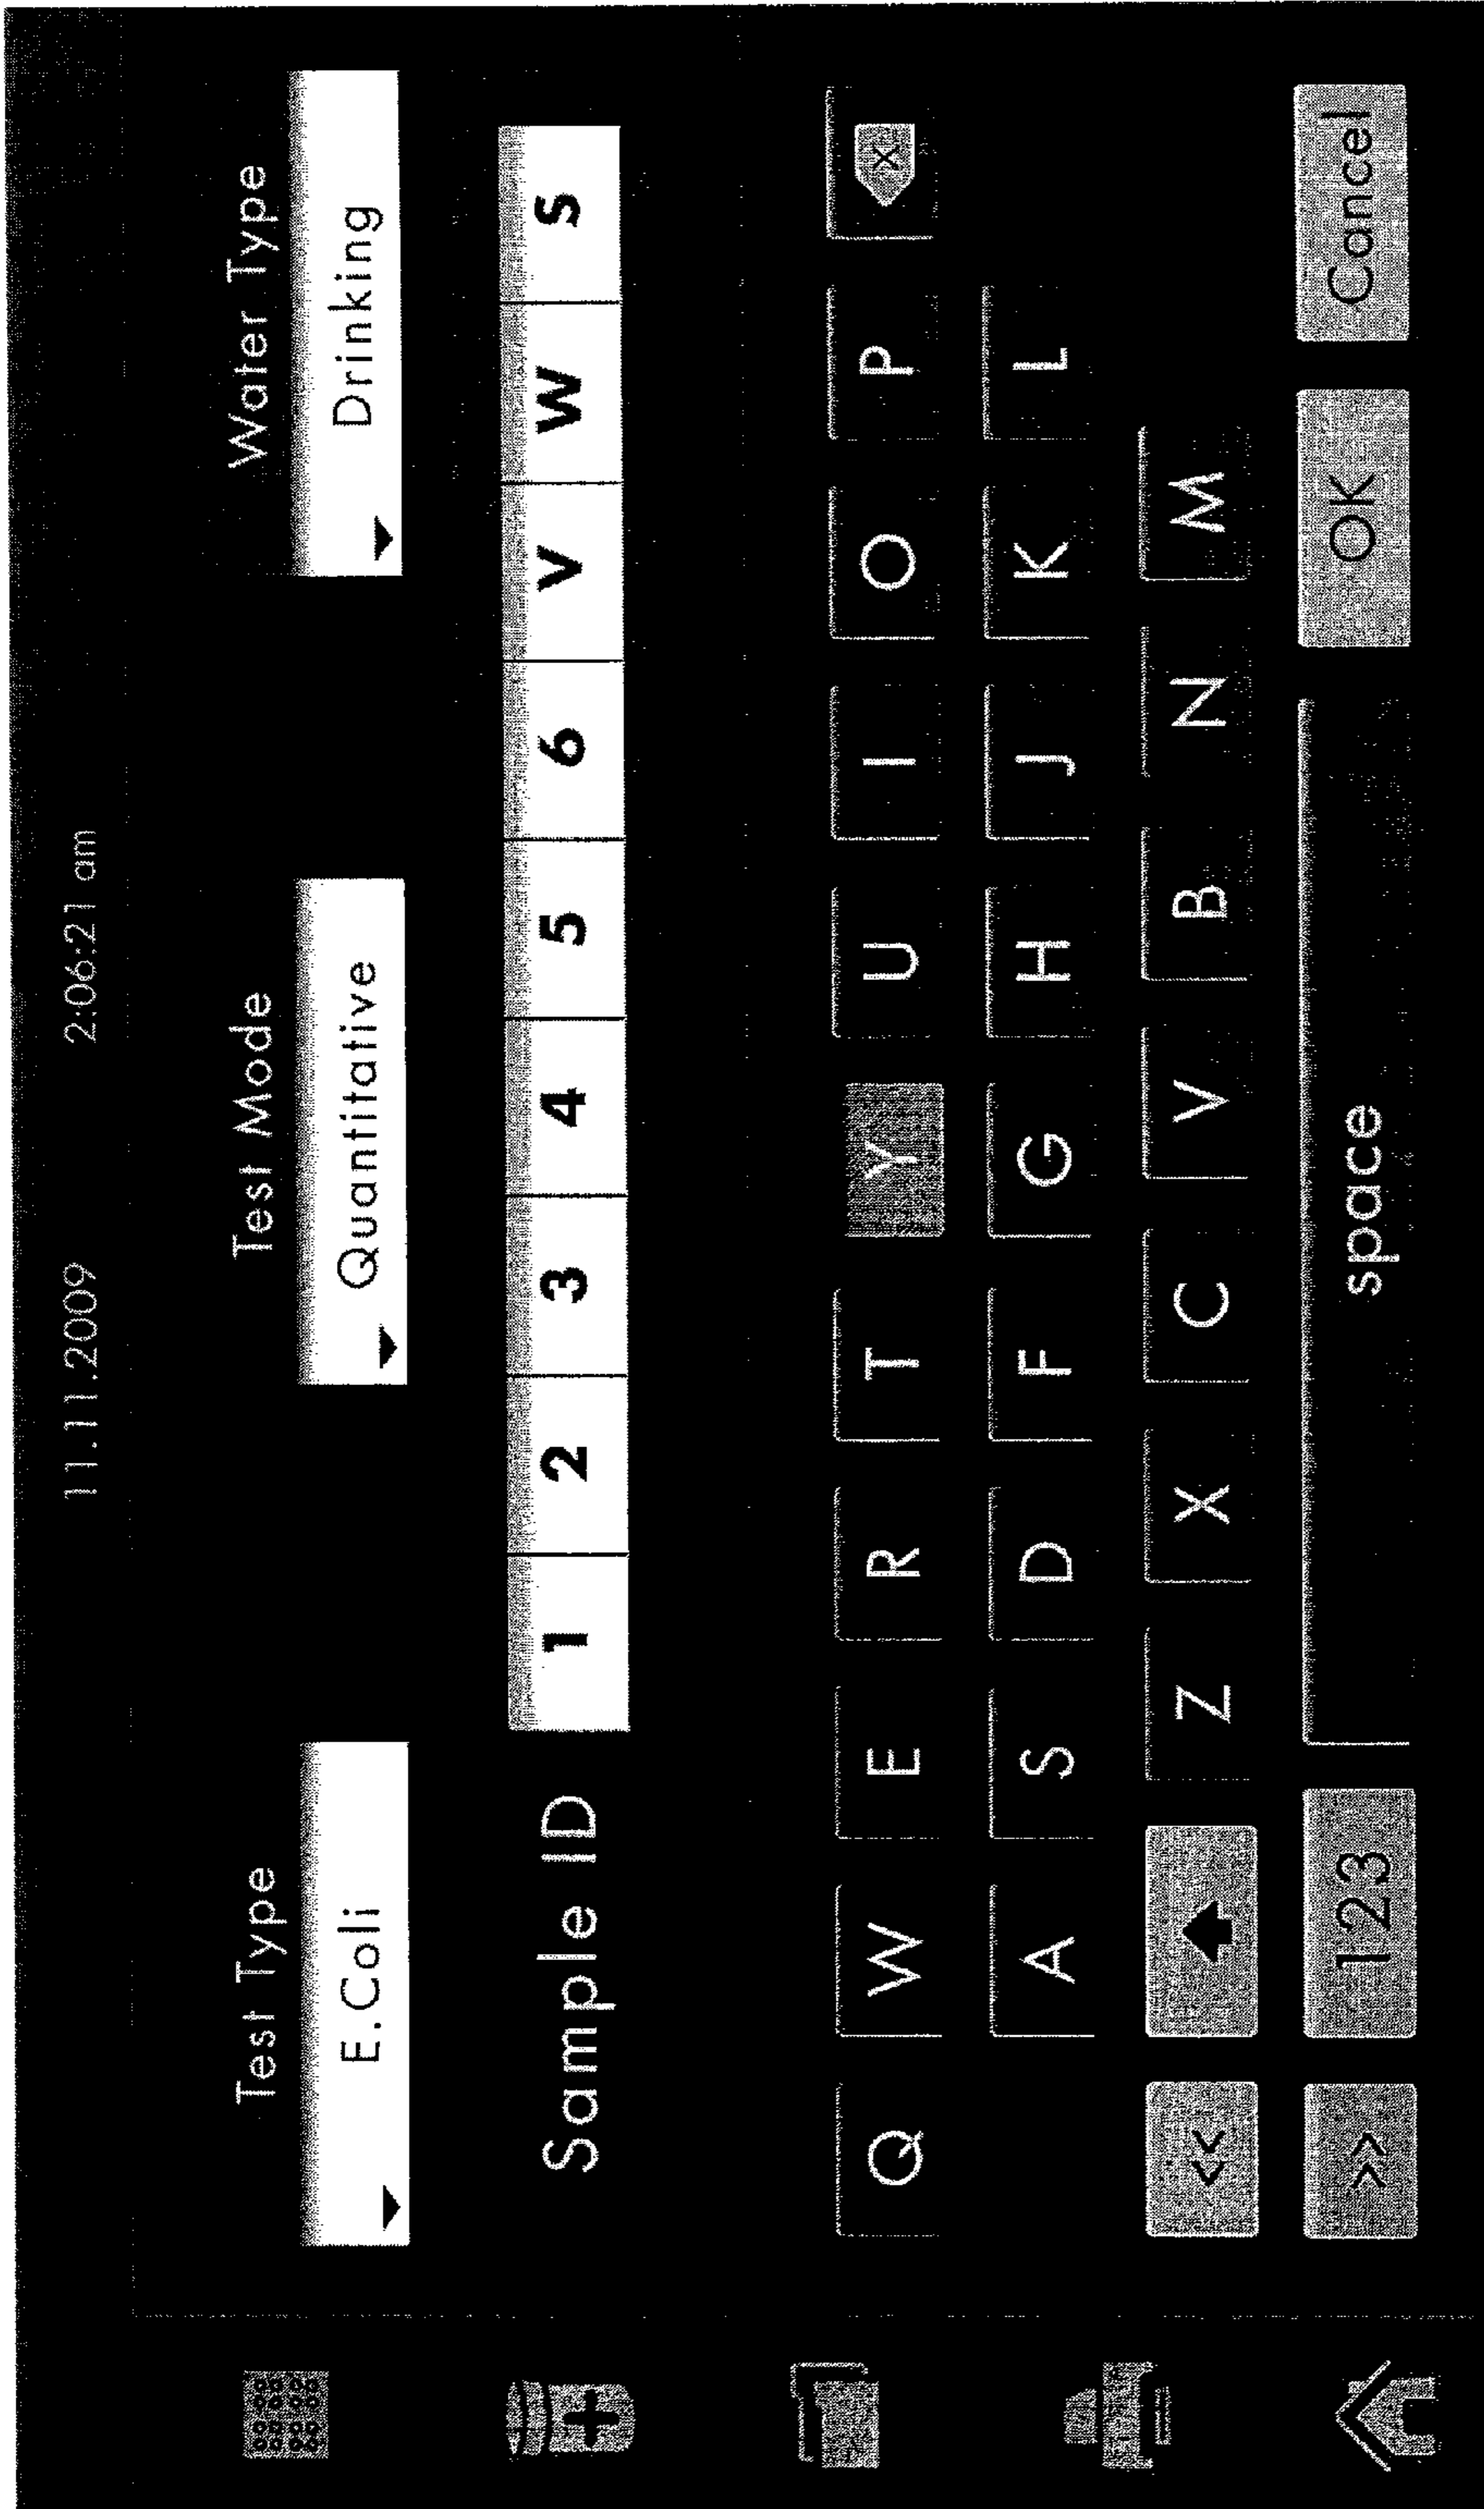 11.11.2009 2:06:21 am
Test Type Test Mode Water Type
E.Coli Quantitative Drinking
Sample ID 1 2 3 4 5 6 V W S
Q W E R T Y U I O P X
A S D F G H J K L
<< Z X C V B N M
>> 123 space OK Cancel